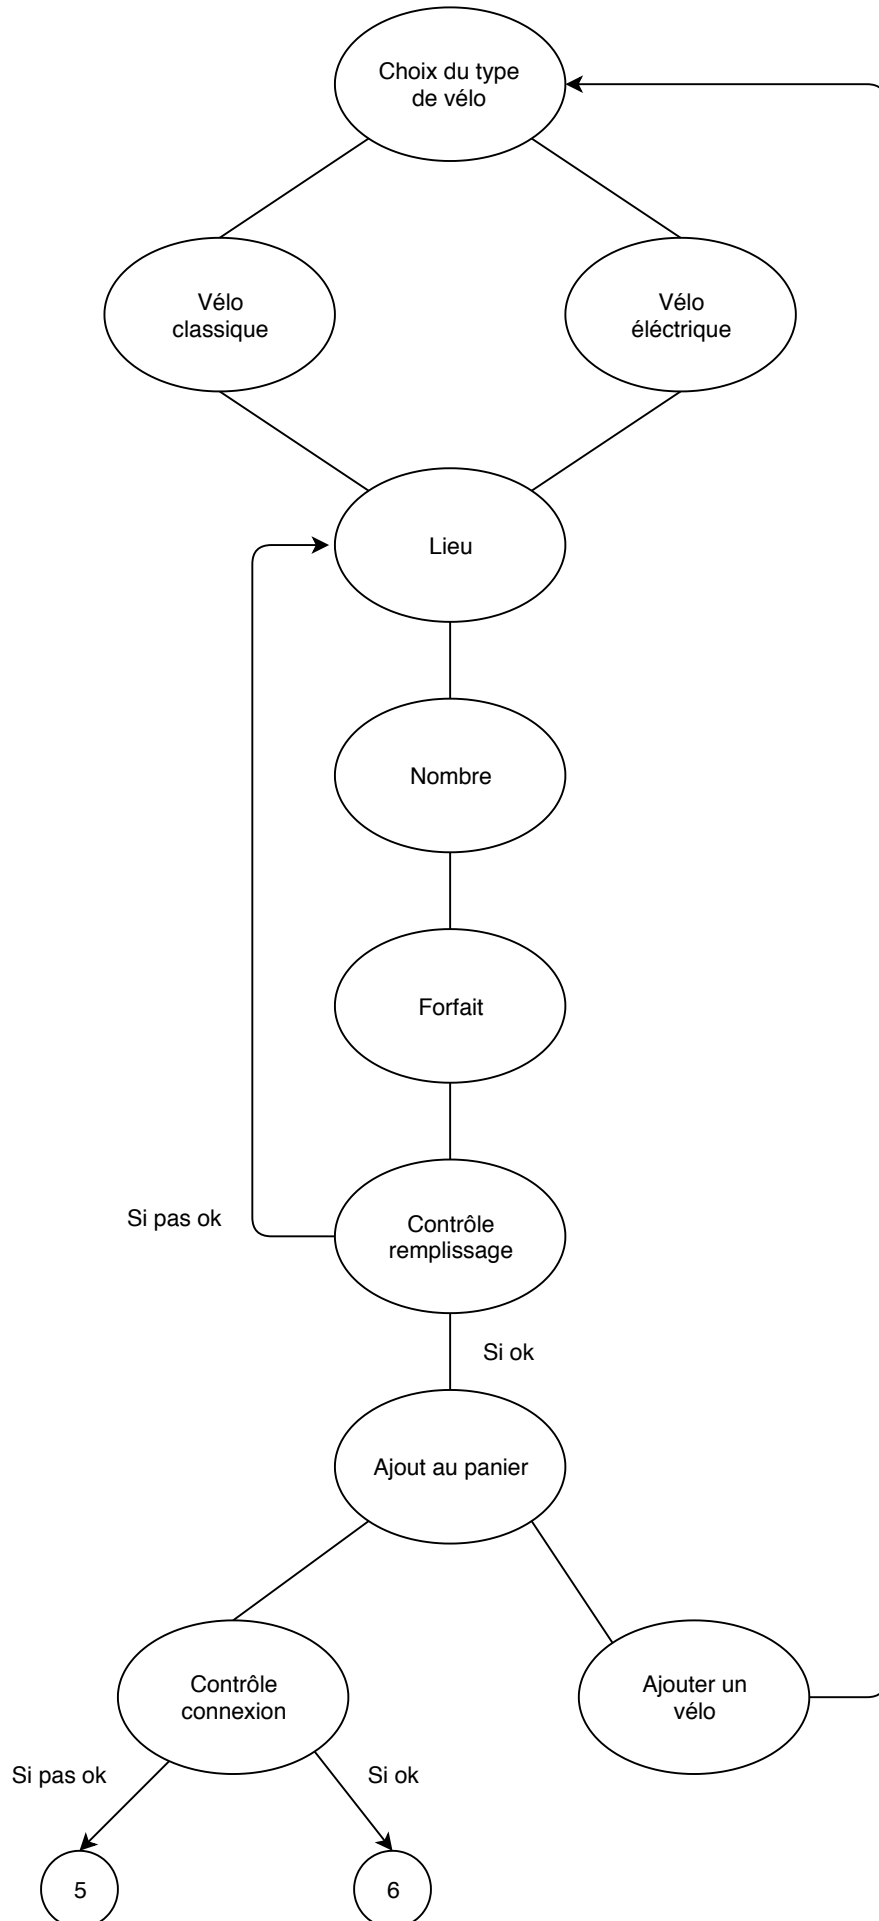 Choix du type
de vélo
Vélo
classique
Vélo
éléctrique
Lieu
Nombre
Forfait
Si pas ok
Contrôle
remplissage
Si ok
Ajout au panier
Contrôle
connexion
Ajouter un
vélo
Si pas ok
Si ok
5
6